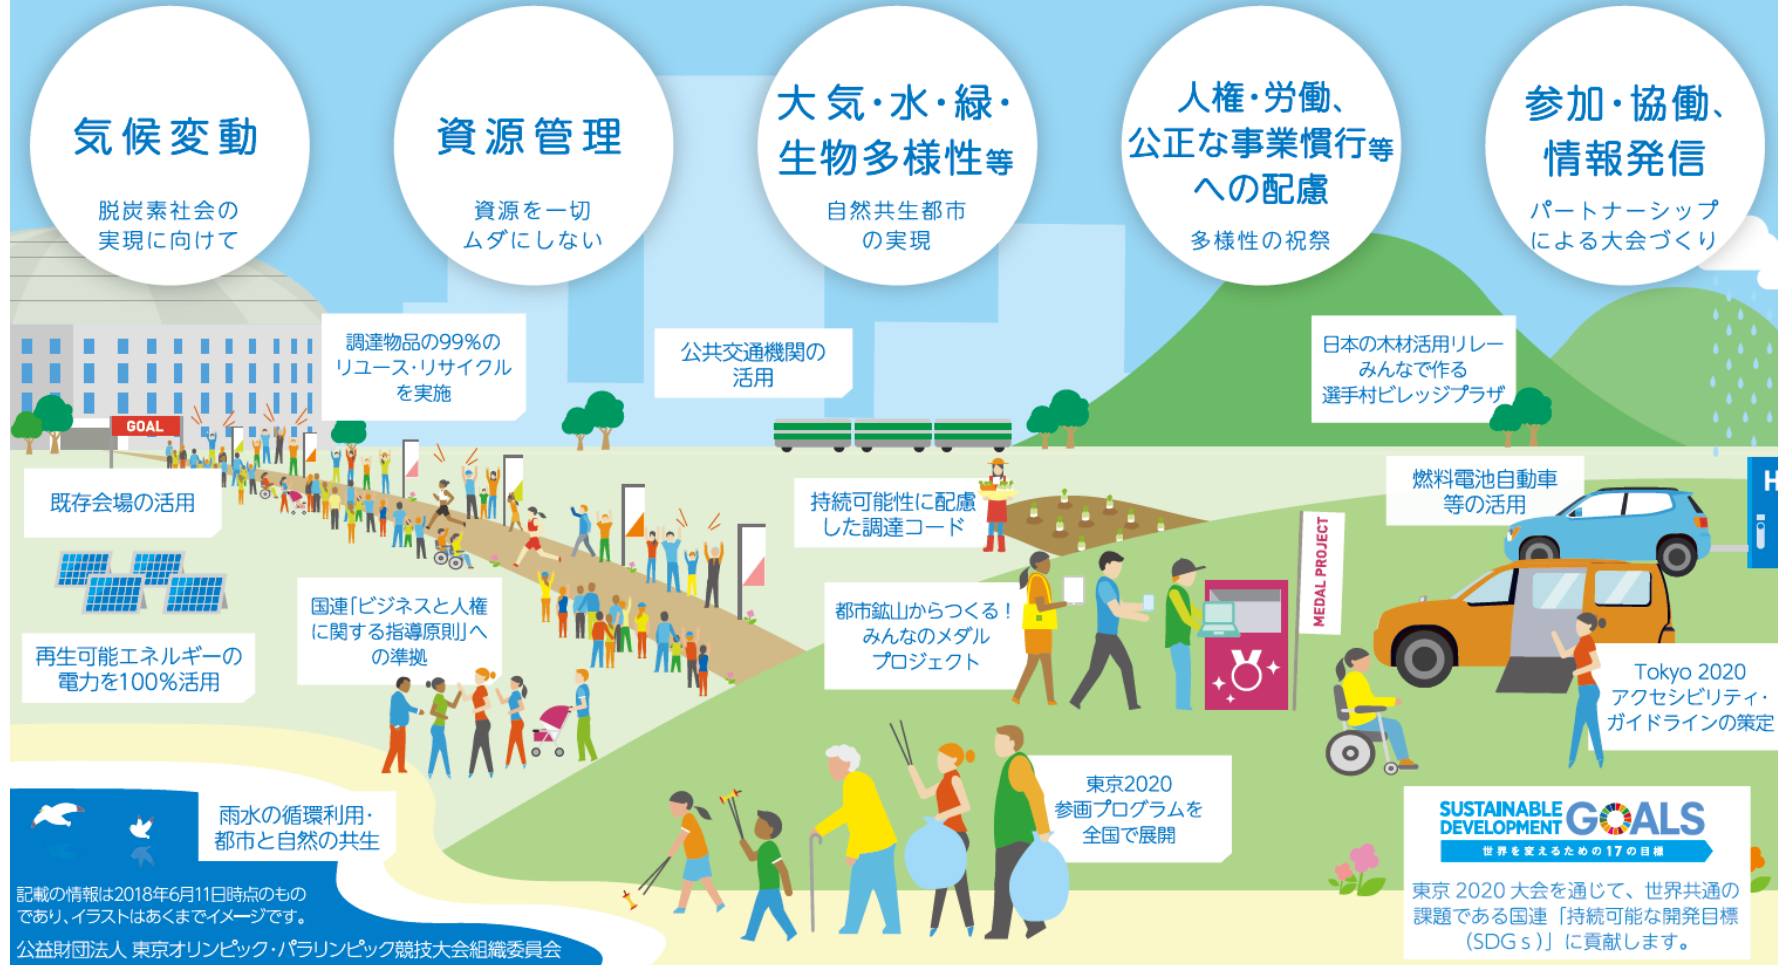 気候変動
脱炭素社会の
実現に向けて
資源管理
資源を一切
ムダにしない
大気・水・緑・
生物多様性等
自然共生都市
の実現
人権・労働、
公正な事業慣行等
への配慮
多様性の祝祭
参加・協働、
情報発信
パートナーシップ
による大会づくり
調達物品の99%の
リユース・リサイクル
を実施
公共交通機関の
活用
日本の木材活用リレー
みんなで作る
選手村ビレッジプラザ
GOAL
既存会場の活用
持続可能性に配慮
した調達コード
燃料電池自動車
等の活用
H
国連「ビジネスと人権
に関する指導原則」へ
の準拠
都市鉱山からつくる！
みんなのメダル
プロジェクト
MEDAL PROJECT
再生可能エネルギーの
電力を100%活用
Tokyo 2020
アクセシビリティ・
ガイドラインの策定
雨水の循環利用・
都市と自然の共生
東京2020
参画プログラムを
全国で展開
SUSTAINABLE
DEVELOPMENT GOALS
世界を変えるための17の目標
東京 2020 大会を通じて、世界共通の
課題である国連「持続可能な開発目標
(SDGｓ)」に貢献します。
記載の情報は2018年6月11日時点のもの
であり、イラストはあくまでイメージです。
公益財団法人 東京オリンピック・パラリンピック競技大会組織委員会